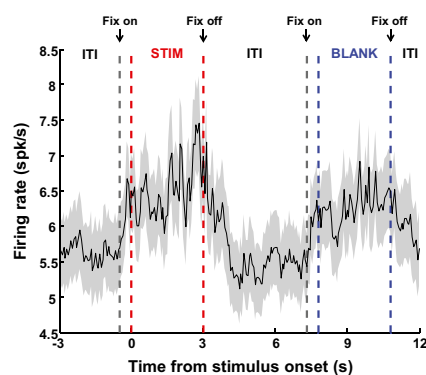 Fix on Fix off Fix on Fix off
ITI STIM ITI BLANK ITI
8.5
8
7.5
7
6.5
6
5.5
5
4.5
Firing rate (spk/s)
-3 0 3 6 9 12
Time from stimulus onset (s)